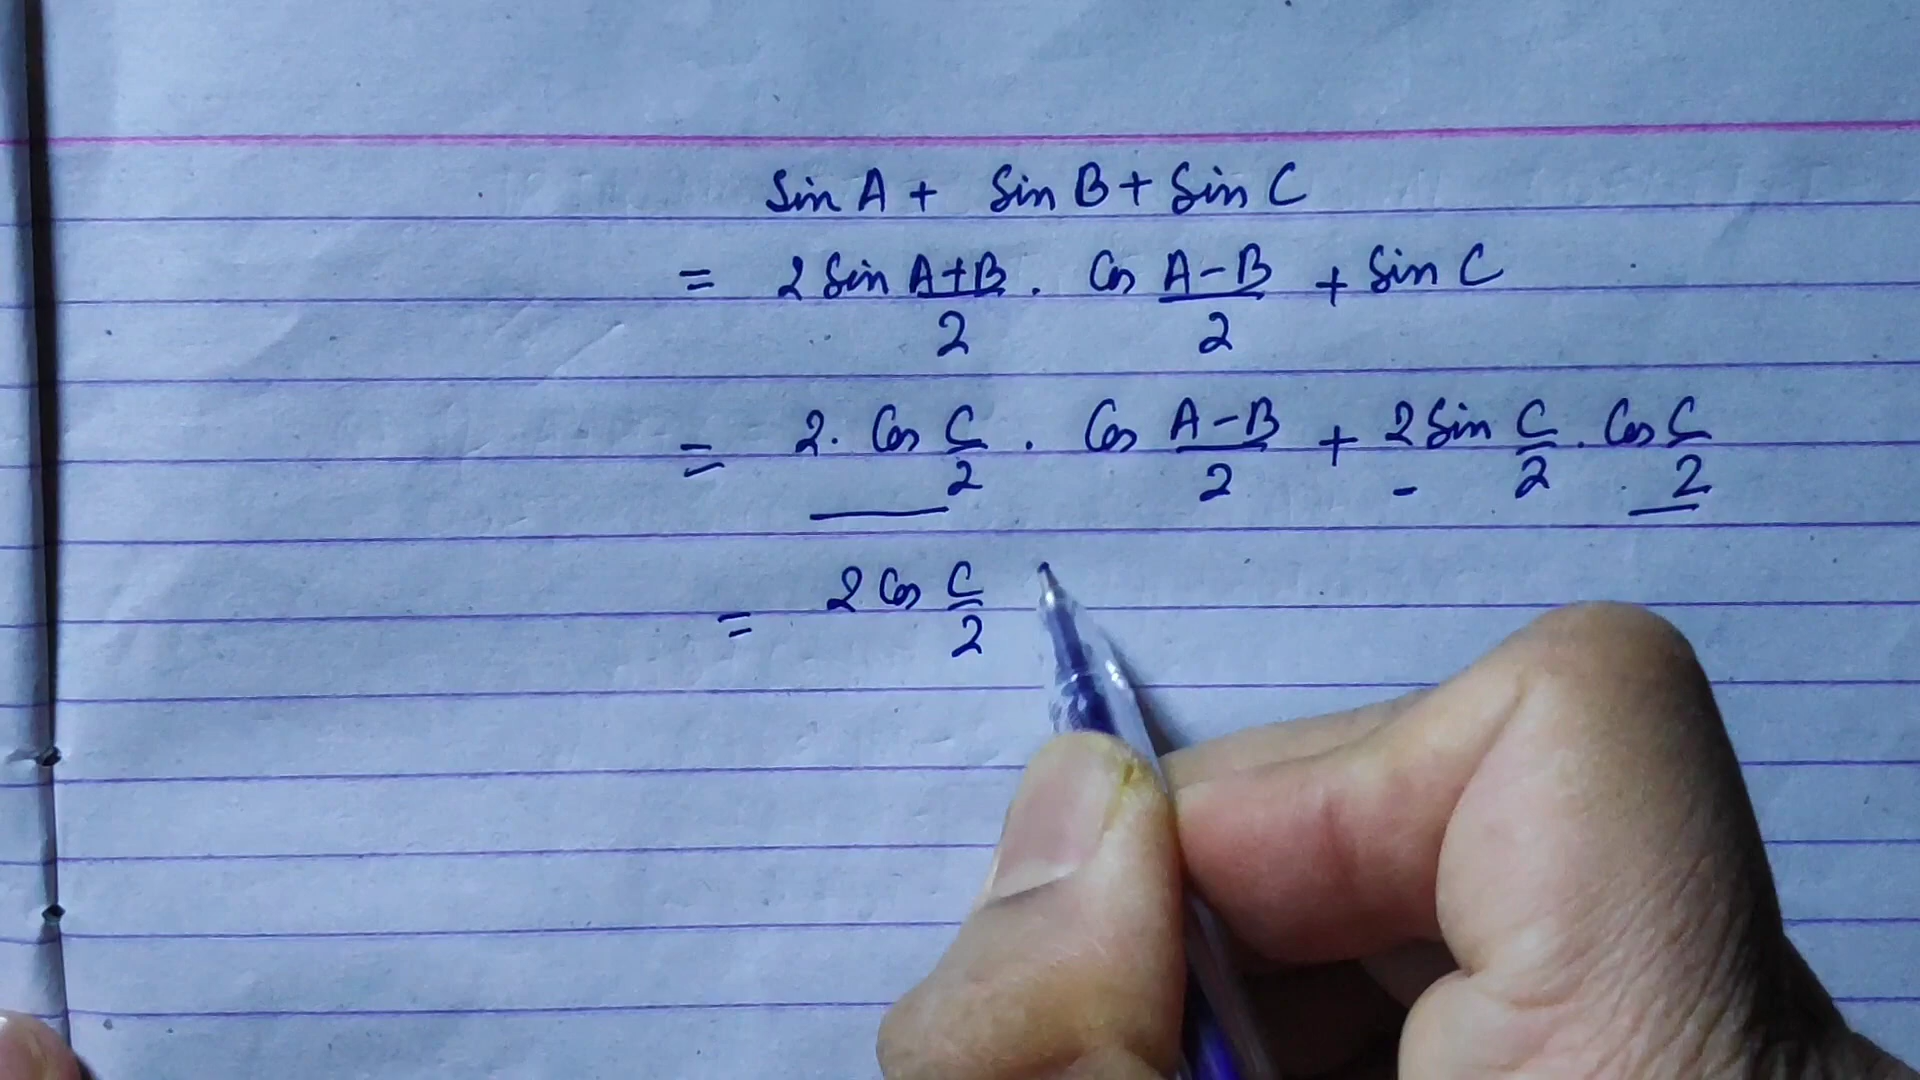 Sin A + Sin B + Sin C
= 2 Sin A+B/2 . Cos A-B/2 + Sin C
= 2. Cos C/2 . Cos A-B/2 + 2 Sin C/2 . Cos C/2
= 2 Cos C/2